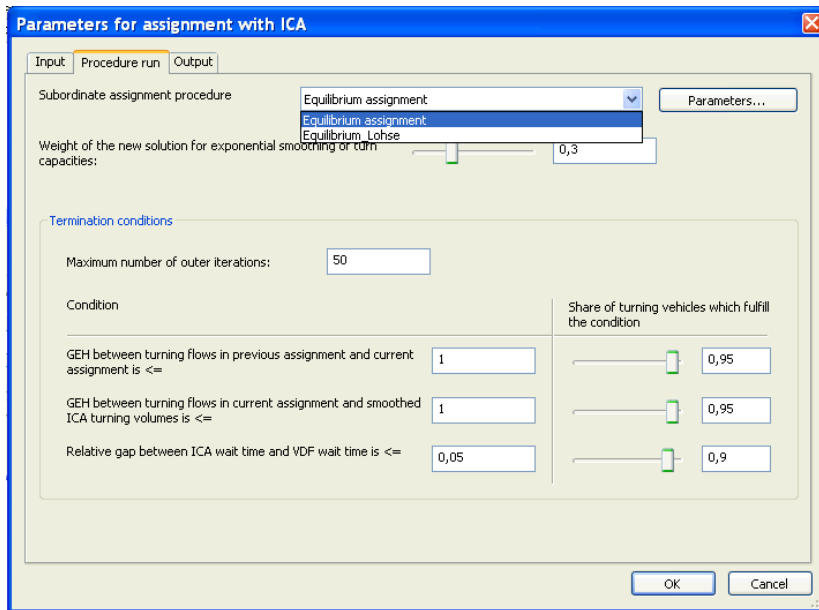 Parameters for assignment with ICA
Input Procedure run Output
Subordinate assignment procedure
Equilibrium assignment
Parameters...
Equilibrium assignment
Equilibrium_Lohse
Weight of the new solution for exponential smoothing or turn
capacities:
0,3
Termination conditions
Maximum number of outer iterations:
50
Condition
Share of turning vehicles which fulfill
the condition
GEH between turning flows in previous assignment and current
assignment is <=
1
0,95
GEH between turning flows in current assignment and smoothed
ICA turning volumes is <=
1
0,95
Relative gap between ICA wait time and VDF wait time is <=
0,05
0,9
OK
Cancel